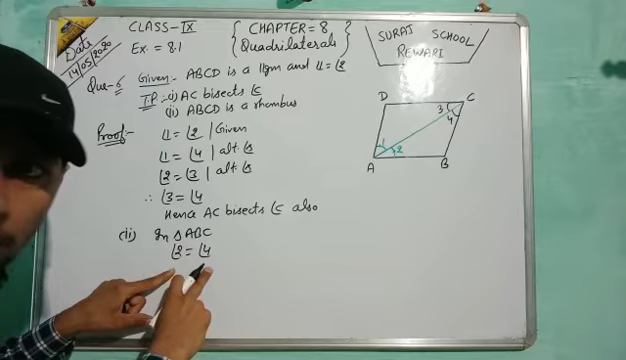 Date
14/05/2020
CLASS-IX
Ex = 8.1
CHAPTER = 8
Quadrilaterals
SURAJ SCHOOL
REWARI
Que-6 Given:- ABCD is a ||gm and ∠1 = ∠2
T.P:- (i) AC bisects ∠C
(ii) ABCD is a rhombus
Proof:- ∠1 = ∠2 | Given
∠1 = ∠4 | alt. ∠s
∠2 = ∠3 | alt. ∠s
∴ ∠3 = ∠4
Hence AC bisects ∠C also
(ii) In △ABC
∠2 = ∠4
D
C
3
4
1
2
A
B